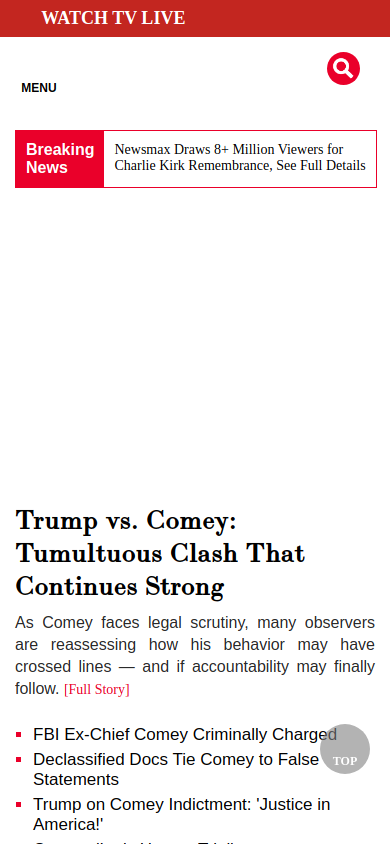 WATCH TV LIVE
MENU
Breaking
News
Newsmax Draws 8+ Million Viewers for
Charlie Kirk Remembrance, See Full Details
Trump vs. Comey:
Tumultuous Clash That
Continues Strong
As Comey faces legal scrutiny, many observers
are reassessing how his behavior may have
crossed lines — and if accountability may finally
follow. [Full Story]
FBI Ex-Chief Comey Criminally Charged
Declassified Docs Tie Comey to False
Statements
TOP
Trump on Comey Indictment: 'Justice in
America!'